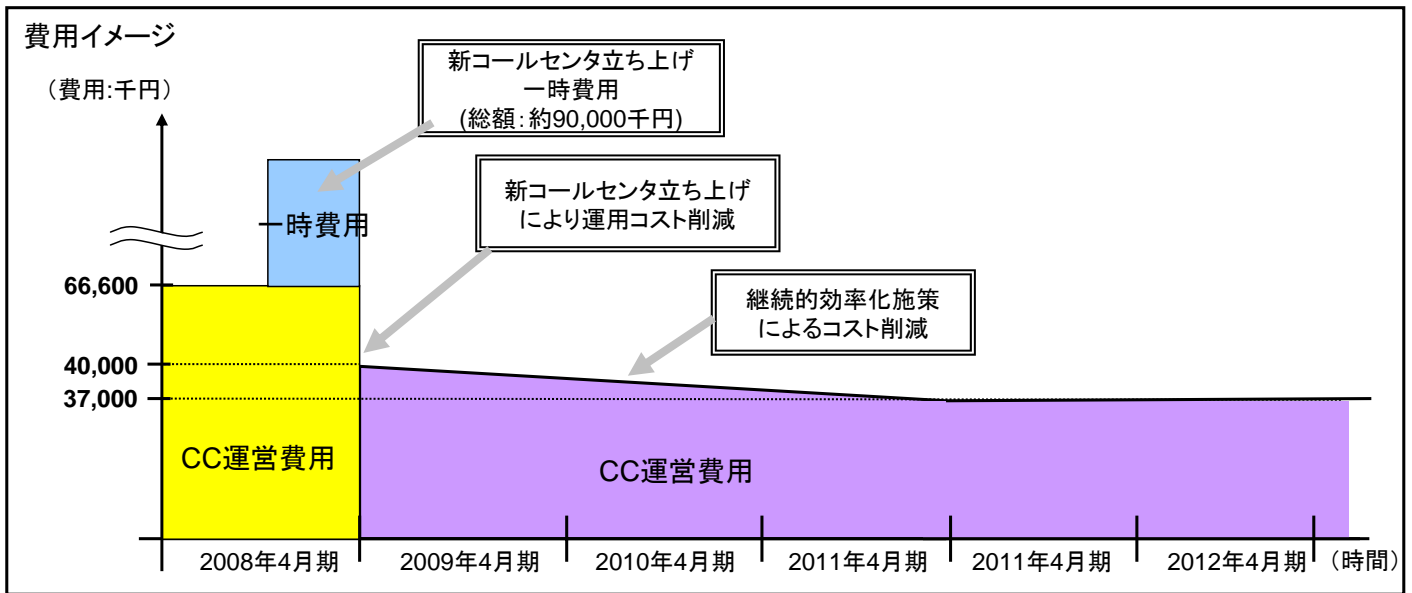 費用イメージ
（費用:千円）
新コールセンタ立ち上げ
一時費用
(総額：約90,000千円)
新コールセンタ立ち上げ
により運用コスト削減
一時費用
継続的効率化施策
によるコスト削減
66,600
40,000
37,000
CC運営費用
CC運営費用
2008年4月期
2009年4月期
2010年4月期
2011年4月期
2011年4月期
2012年4月期
（時間）